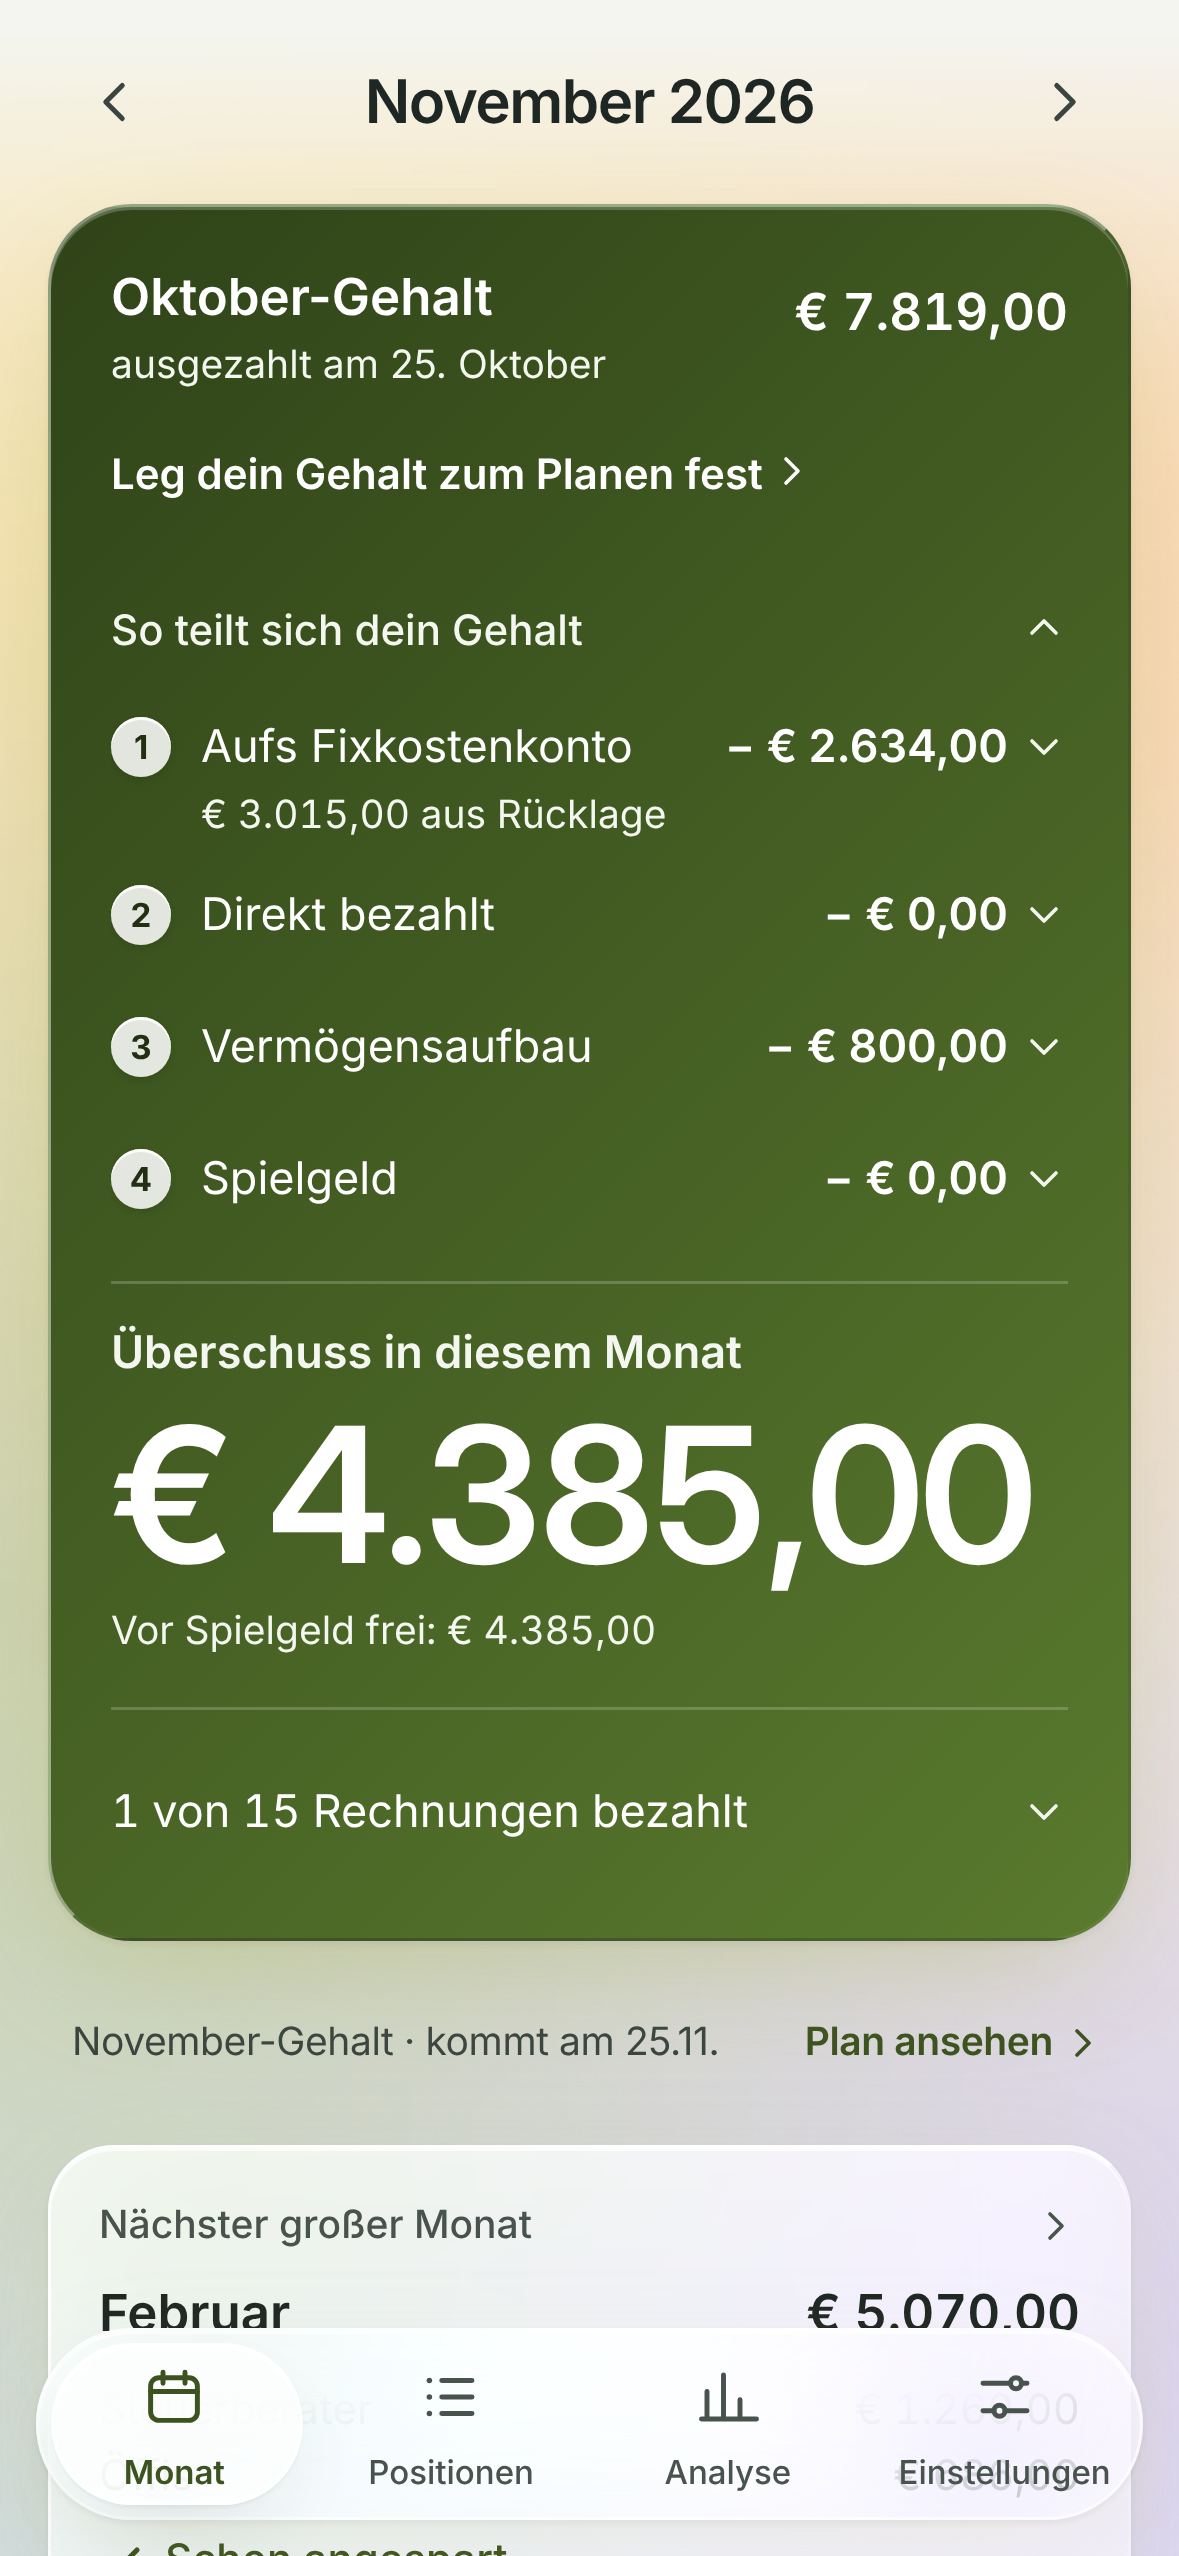 November 2026
Oktober-Gehalt
€ 7.819,00
ausgezahlt am 25. Oktober
Leg dein Gehalt zum Planen fest
So teilt sich dein Gehalt
1 Aufs Fixkostenkonto – € 2.634,00
€ 3.015,00 aus Rücklage
2 Direkt bezahlt – € 0,00
3 Vermögensaufbau – € 800,00
4 Spielgeld – € 0,00
Überschuss in diesem Monat
€ 4.385,00
Vor Spielgeld frei: € 4.385,00
1 von 15 Rechnungen bezahlt
November-Gehalt · kommt am 25.11. Plan ansehen
Nächster großer Monat
Februar € 5.070,00
Monat Positionen Analyse Einstellungen
Schon angespart